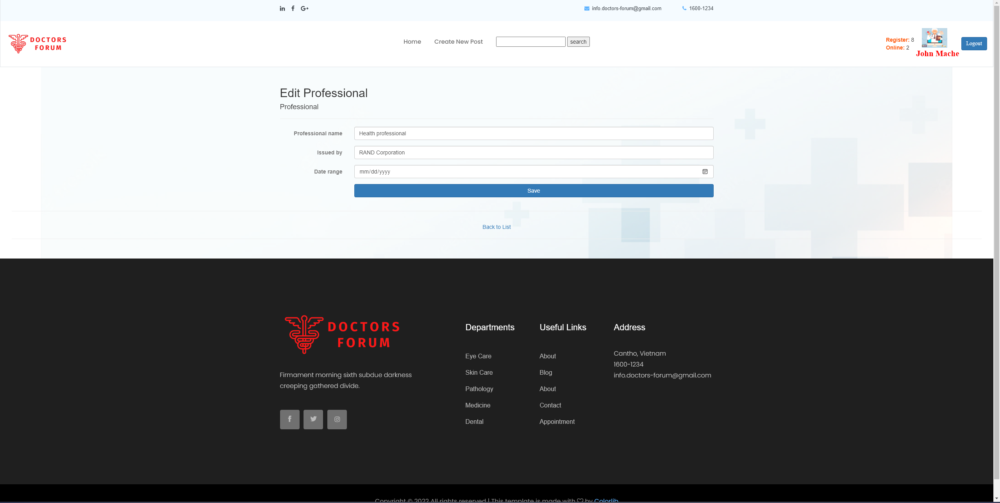 info.doctors-forum@gmail.com 1600-1234
DOCTORS
FORUM
Home Create New Post search
Register: 8
Online: 2
John Mache
Logout
Edit Professional
Professional
Professional name Health professional
Issued by RAND Corporation
Date range mm/dd/yyyy
Save
Back to List
DOCTORS
FORUM
Firmament morning sixth subdue darkness
creeping gathered divide.
Departments
Eye Care
Skin Care
Pathology
Medicine
Dental
Useful Links
About
Blog
About
Contact
Appointment
Address
Cantho, Vietnam
1600-1234
info.doctors-forum@gmail.com
Copyright © 2022 All rights reserved | This template is made with ♡ by Colorlib